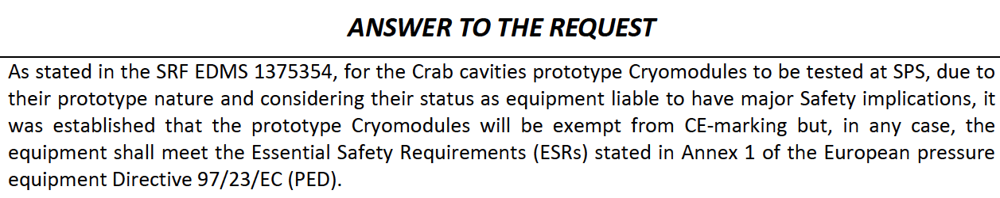 ANSWER TO THE REQUEST
As stated in the SRF EDMS 1375354, for the Crab cavities prototype Cryomodules to be tested at SPS, due to
their prototype nature and considering their status as equipment liable to have major Safety implications, it
was established that the prototype Cryomodules will be exempt from CE-marking but, in any case, the
equipment shall meet the Essential Safety Requirements (ESRs) stated in Annex 1 of the European pressure
equipment Directive 97/23/EC (PED).